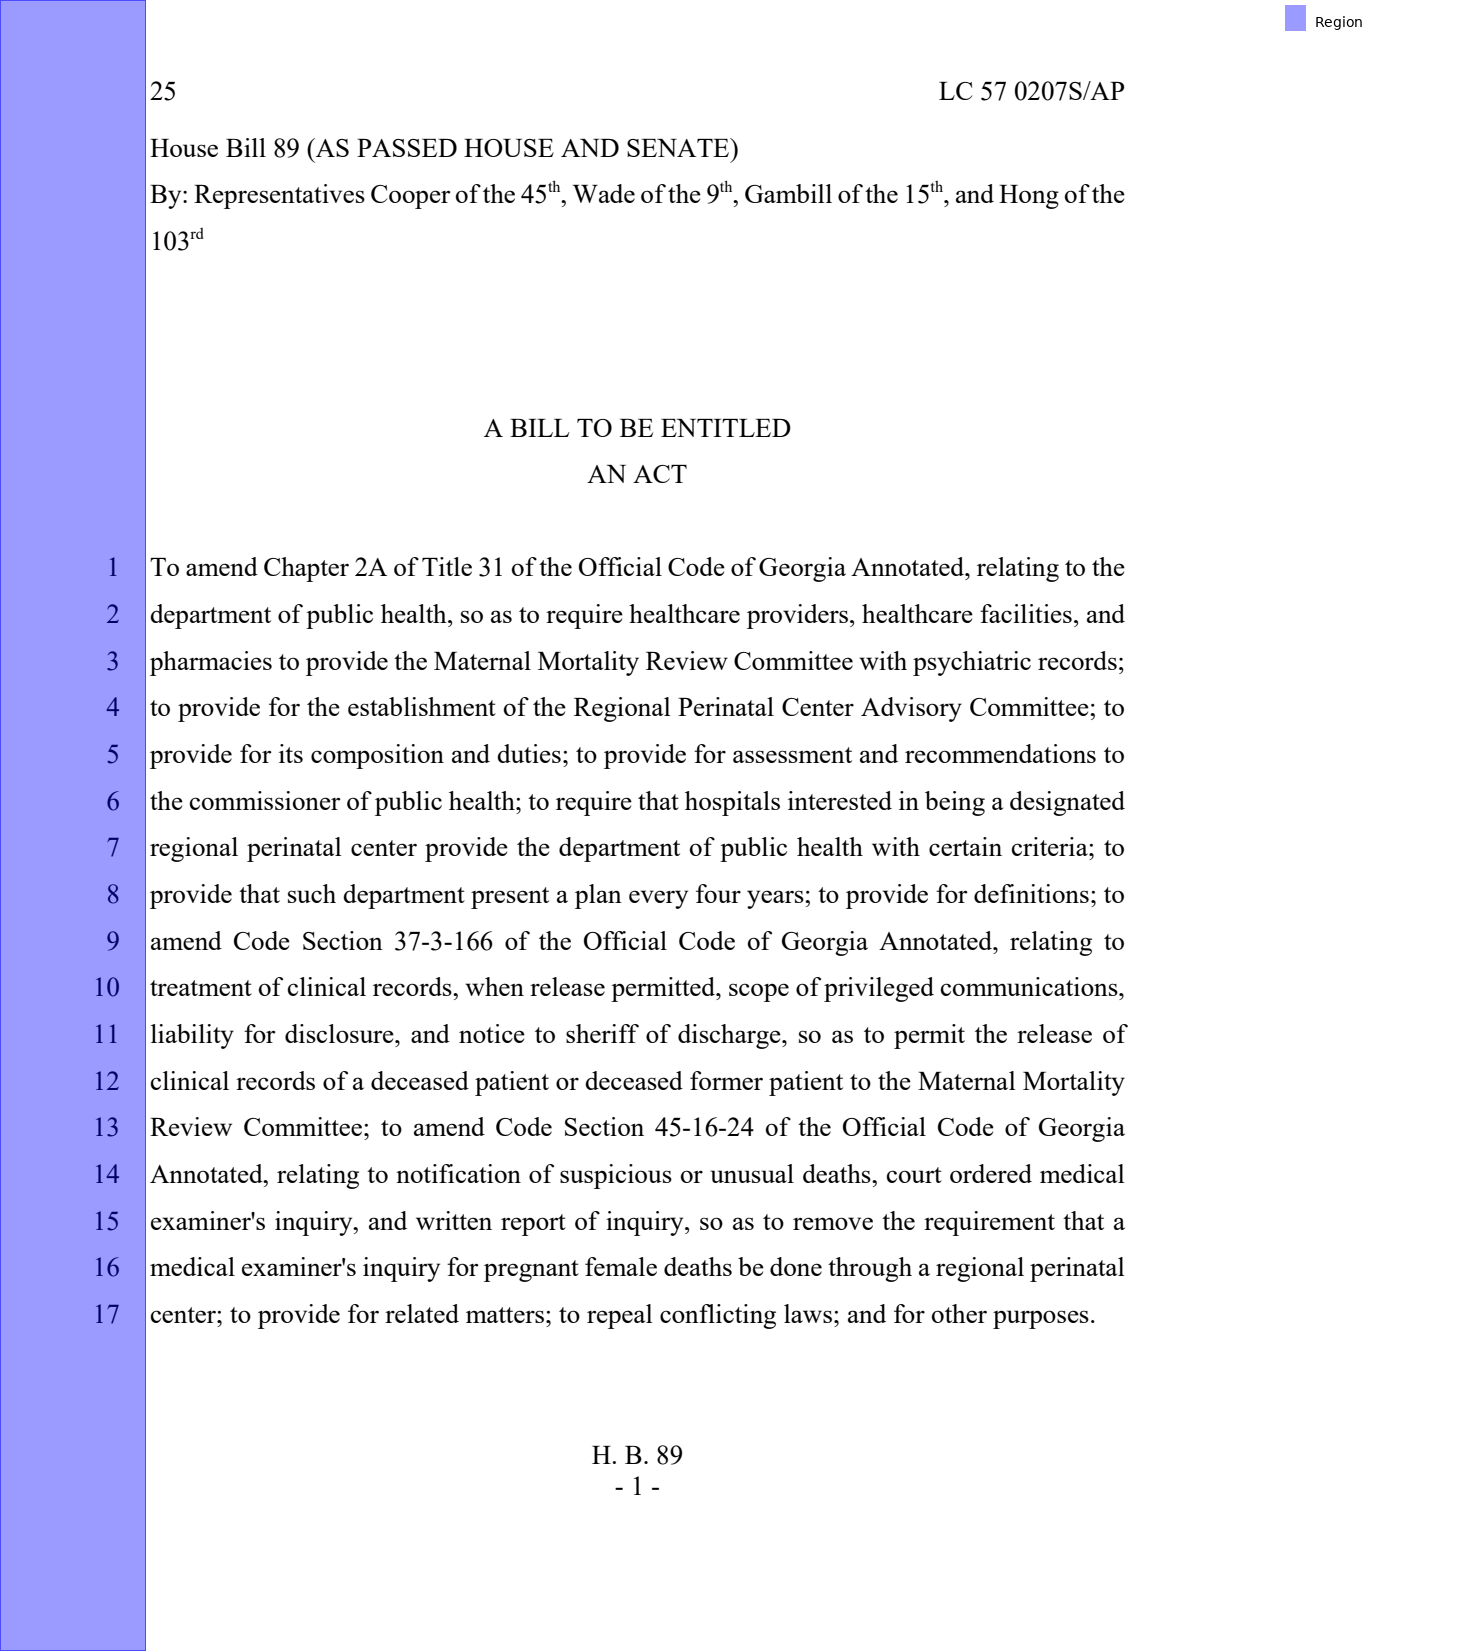 Region
25 LC 57 0207S/AP
House Bill 89 (AS PASSED HOUSE AND SENATE)
By: Representatives Cooper of the 45th, Wade of the 9th, Gambill of the 15th, and Hong of the
103rd
A BILL TO BE ENTITLED
AN ACT
1 To amend Chapter 2A of Title 31 of the Official Code of Georgia Annotated, relating to the
2 department of public health, so as to require healthcare providers, healthcare facilities, and
3 pharmacies to provide the Maternal Mortality Review Committee with psychiatric records;
4 to provide for the establishment of the Regional Perinatal Center Advisory Committee; to
5 provide for its composition and duties; to provide for assessment and recommendations to
6 the commissioner of public health; to require that hospitals interested in being a designated
7 regional perinatal center provide the department of public health with certain criteria; to
8 provide that such department present a plan every four years; to provide for definitions; to
9 amend Code Section 37-3-166 of the Official Code of Georgia Annotated, relating to
10 treatment of clinical records, when release permitted, scope of privileged communications,
11 liability for disclosure, and notice to sheriff of discharge, so as to permit the release of
12 clinical records of a deceased patient or deceased former patient to the Maternal Mortality
13 Review Committee; to amend Code Section 45-16-24 of the Official Code of Georgia
14 Annotated, relating to notification of suspicious or unusual deaths, court ordered medical
15 examiner's inquiry, and written report of inquiry, so as to remove the requirement that a
16 medical examiner's inquiry for pregnant female deaths be done through a regional perinatal
17 center; to provide for related matters; to repeal conflicting laws; and for other purposes.
H. B. 89
- 1 -